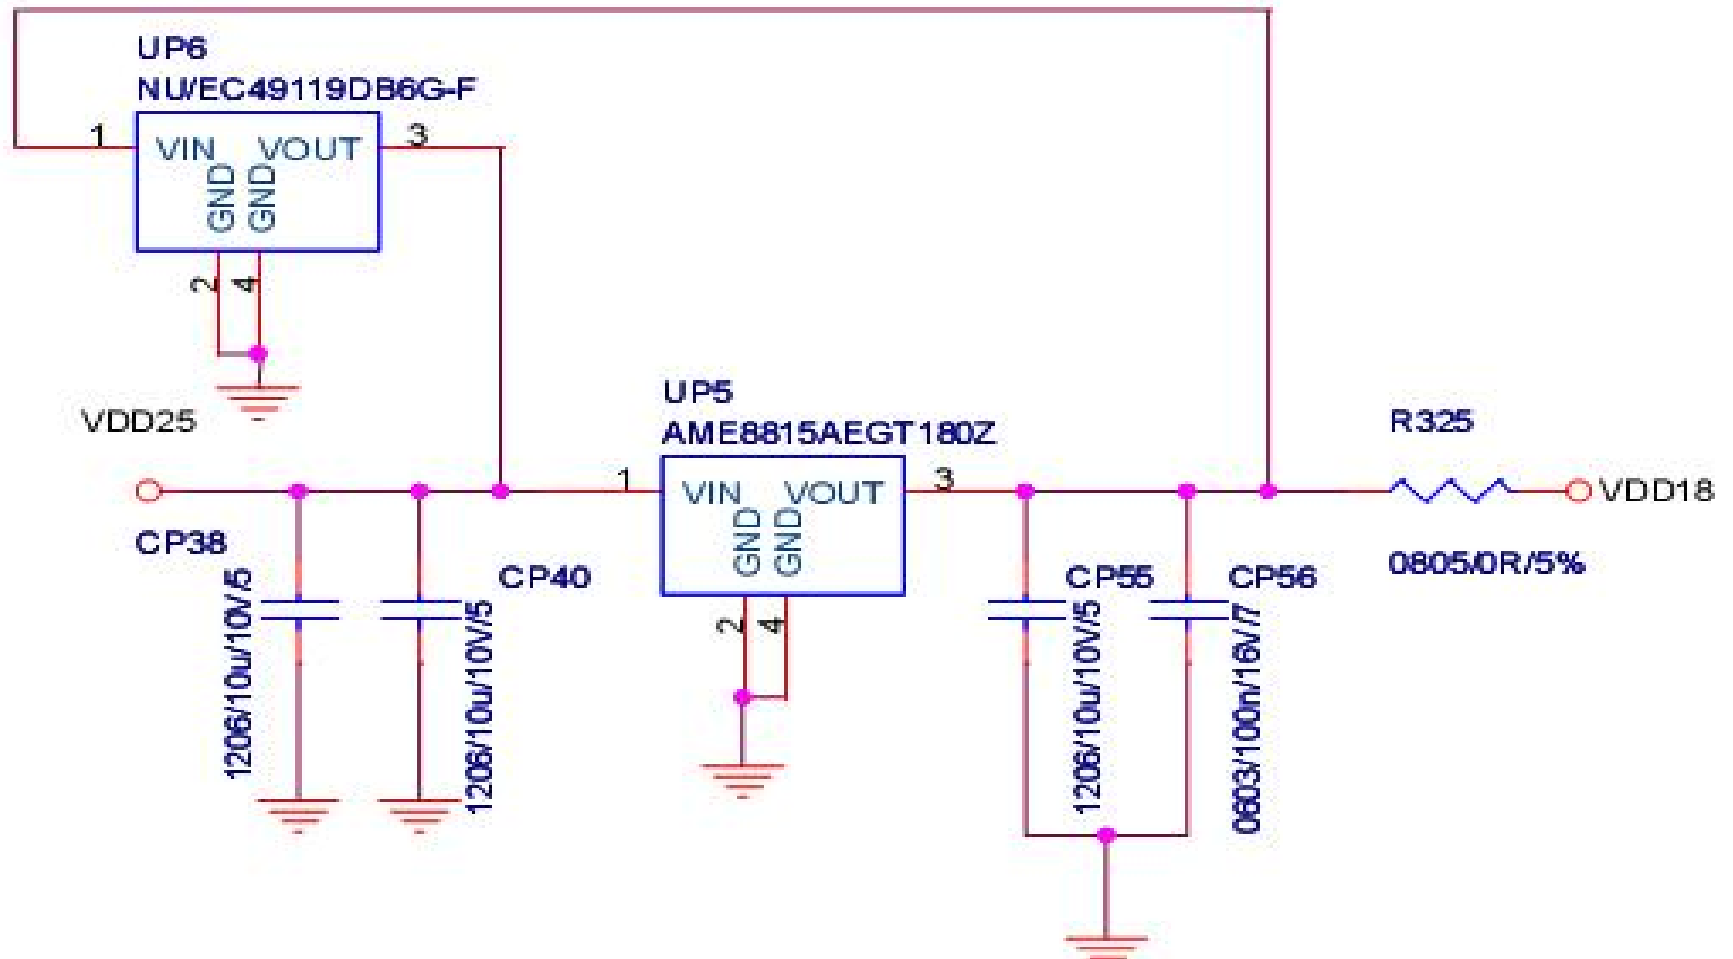 UP6
NU/EC49119DB6G-F
1
VIN
VOUT
3
GND
GND
2
4
VDD25
UP5
AME8815AEGT180Z
R325
1
VIN
VOUT
3
VDD18
GND
GND
CP38
CP40
CP55
CP56
0805/0R/5%
1206/10u/10V/5
1206/10u/10V/5
2
4
1206/10u/10V/5
0603/100n/16V/7